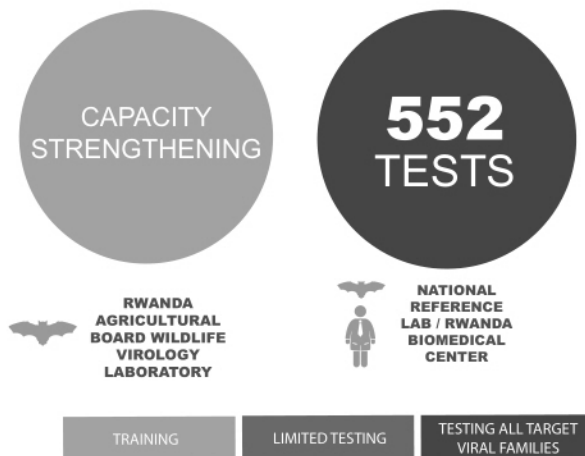 CAPACITY
STRENGTHENING
552
TESTS
RWANDA
AGRICULTURAL
BOARD WILDLIFE
VIROLOGY
LABORATORY
NATIONAL
REFERENCE
LAB / RWANDA
BIOMEDICAL
CENTER
TRAINING
LIMITED TESTING
TESTING ALL TARGET
VIRAL FAMILIES